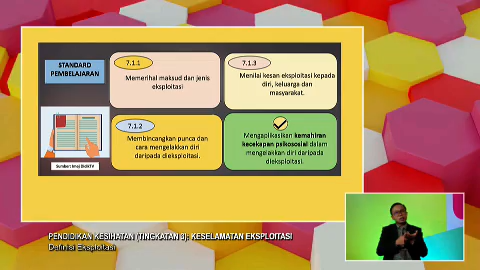 STANDARD
PEMBELAJARAN
7.1.1
Memerihal maksud dan jenis
eksploitasi
7.1.3
Menilai kesan eksploitasi kepada
diri, keluarga dan
masyarakat.
7.1.2
Membincangkan punca dan
cara mengelakkan diri
daripada dieksploitasi.
Mengaplikasikan kemahiran
kecekapan psikososial dalam
mengelakkan diri daripada
dieksploitasi.
Sumber: Imej DidikTV
PENDIDIKAN KESIHATAN (TINGKATAN 3): KESELAMATAN EKSPLOITASI
Definisi Eksploitasi